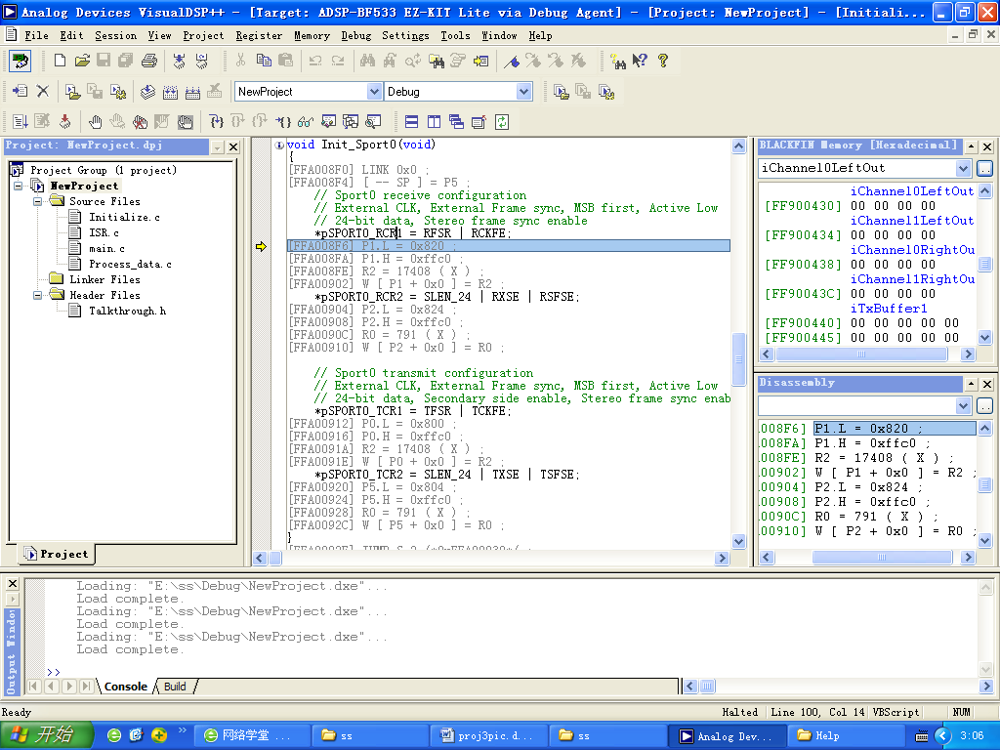 Analog Devices VisualDSP++ - [Target: ADSP-BF533 EZ-KIT Lite via Debug Agent] - [Project: NewProject] - [Initiali...
File Edit Session View Project Register Memory Debug Settings Tools Window Help
NewProject Debug
Project: NewProject.dpj
Project Group (1 project)
NewProject
Source Files
Initialize.c
ISR.c
main.c
Process_data.c
Linker Files
Header Files
Talkthrough.h
Project
void Init_Sport0(void)
{
[FFA008F0] LINK 0x0 ;
[FFA008F4] [ -- SP ] = P5 ;
// Sport0 receive configuration
// External CLK, External Frame sync, MSB first, Active Low
// 24-bit data, Stereo frame sync enable
*pSPORT0_RCR1 = RFSR | RCKFE;
[FFA008F6] P1.L = 0x820 ;
[FFA008FA] P1.H = 0xffc0 ;
[FFA008FE] R2 = 17408 ( X ) ;
[FFA00902] W [ P1 + 0x0 ] = R2 ;
*pSPORT0_RCR2 = SLEN_24 | RXSE | RSFSE;
[FFA00904] P2.L = 0x824 ;
[FFA00908] P2.H = 0xffc0 ;
[FFA0090C] R0 = 791 ( X ) ;
[FFA00910] W [ P2 + 0x0 ] = R0 ;
// Sport0 transmit configuration
// External CLK, External Frame sync, MSB first, Active Low
// 24-bit data, Secondary side enable, Stereo frame sync enab
*pSPORT0_TCR1 = TFSR | TCKFE;
[FFA00912] P0.L = 0x800 ;
[FFA00916] P0.H = 0xffc0 ;
[FFA0091A] R2 = 17408 ( X ) ;
[FFA0091E] W [ P0 + 0x0 ] = R2 ;
*pSPORT0_TCR2 = SLEN_24 | TXSE | TSFSE;
[FFA00920] P5.L = 0x804 ;
[FFA00924] P5.H = 0xffc0 ;
[FFA00928] R0 = 791 ( X ) ;
[FFA0092C] W [ P5 + 0x0 ] = R0 ;
}
BLACKFIN Memory [Hexadecimal]
iChannel0LeftOut
iChannel0LeftOut
[FF900430] 00 00 00 00
iChannel1LeftOut
[FF900434] 00 00 00 00
iChannel0RightOu
[FF900438] 00 00 00 00
iChannel1RightOu
[FF90043C] 00 00 00 00
iTxBuffer1
[FF900440] 00 00 00 00 00
[FF900445] 00 00 00 00 00
Disassembly
008F6] P1.L = 0x820 ;
008FA] P1.H = 0xffc0 ;
008FE] R2 = 17408 ( X ) ;
00902] W [ P1 + 0x0 ] = R2 ;
00904] P2.L = 0x824 ;
00908] P2.H = 0xffc0 ;
0090C] R0 = 791 ( X ) ;
00910] W [ P2 + 0x0 ] = R0 ;
Output Window
Loading: "E:\ss\Debug\NewProject.dxe"...
Load complete.
Loading: "E:\ss\Debug\NewProject.dxe"...
Load complete.
Loading: "E:\ss\Debug\NewProject.dxe"...
Load complete.
>>
Console Build
Ready Halted Line 100, Col 14 VBScript NUM
开始 网络学堂 ... ss proj3pic.d... ss Analog Dev... Help 3:06